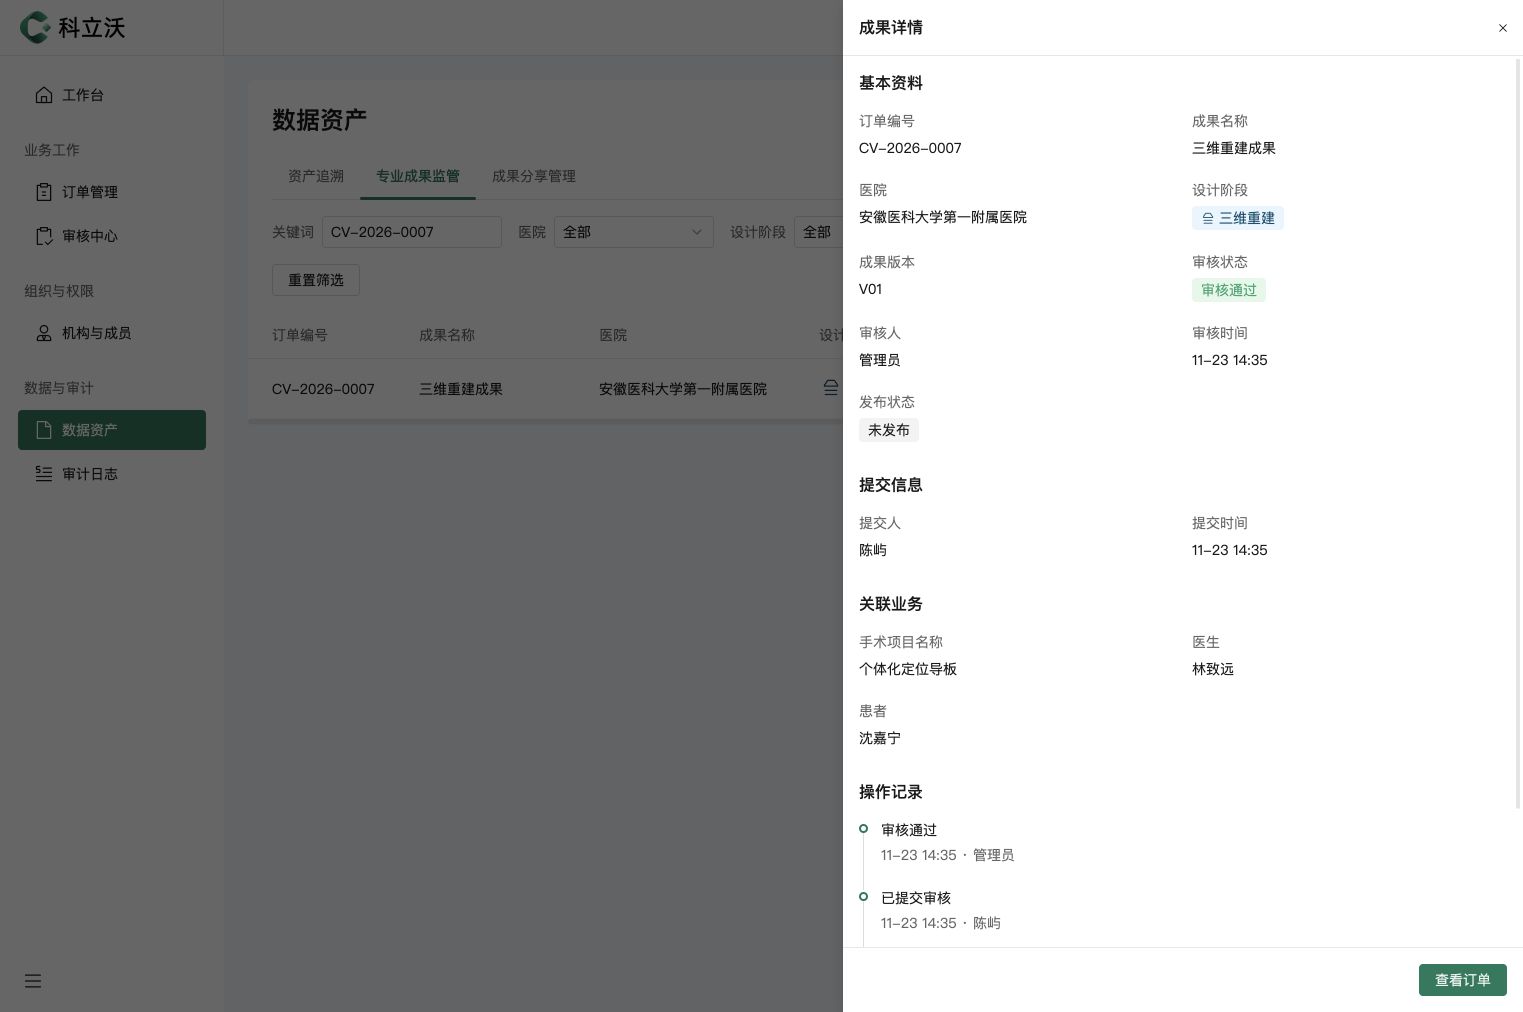 科立沃
工作台
业务工作
订单管理
审核中心
组织与权限
机构与成员
数据与审计
数据资产
审计日志
数据资产
资产追溯 专业成果监管 成果分享管理
关键词 CV-2026-0007 医院 全部 设计阶段 全部
重置筛选
订单编号 成果名称 医院 设计
CV-2026-0007 三维重建成果 安徽医科大学第一附属医院
成果详情
基本资料
订单编号 成果名称
CV-2026-0007 三维重建成果
医院 设计阶段
安徽医科大学第一附属医院 三维重建
成果版本 审核状态
V01 审核通过
审核人 审核时间
管理员 11-23 14:35
发布状态
未发布
提交信息
提交人 提交时间
陈屿 11-23 14:35
关联业务
手术项目名称 医生
个体化定位导板 林致远
患者
沈嘉宁
操作记录
审核通过
11-23 14:35 · 管理员
已提交审核
11-23 14:35 · 陈屿
查看订单